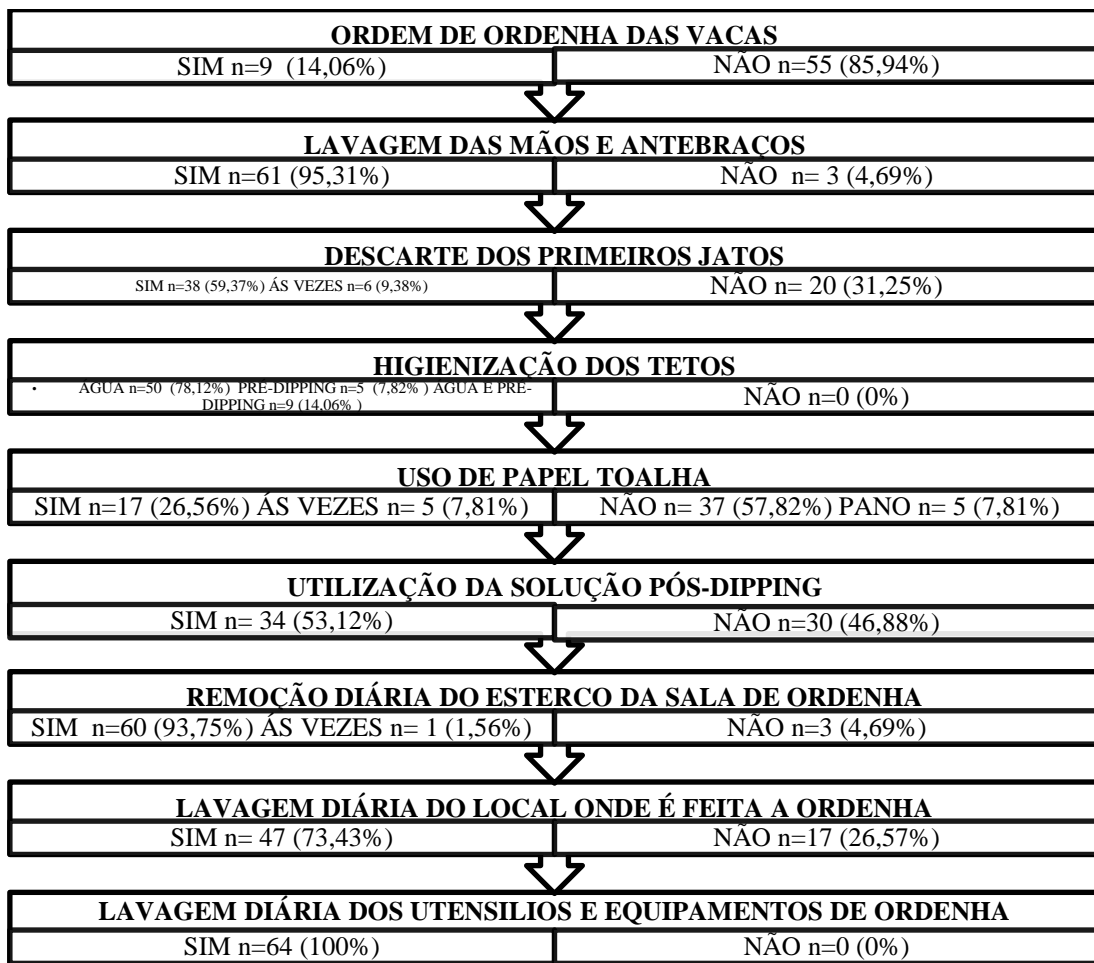 ORDEM DE ORDENHA DAS VACAS
SIM n=9 (14,06%)
NÃO n=55 (85,94%)
LAVAGEM DAS MÃOS E ANTEBRAÇOS
SIM n=61 (95,31%)
NÃO n= 3 (4,69%)
DESCARTE DOS PRIMEIROS JATOS
SIM n=38 (59,37%) ÁS VEZES n=6 (9,38%)
NÃO n= 20 (31,25%)
HIGIENIZAÇÃO DOS TETOS
• ÁGUA n=50 (78,12%) PRÉ-DIPPING n=5 (7,82% ) ÁGUA E PRÉ-
DIPPING n=9 (14,06% )
NÃO n=0 (0%)
USO DE PAPEL TOALHA
SIM n=17 (26,56%) ÁS VEZES n= 5 (7,81%)
NÃO n= 37 (57,82%) PANO n= 5 (7,81%)
UTILIZAÇÃO DA SOLUÇÃO PÓS-DIPPING
SIM n= 34 (53,12%)
NÃO n=30 (46,88%)
REMOÇÃO DIÁRIA DO ESTERCO DA SALA DE ORDENHA
SIM n=60 (93,75%) ÁS VEZES n= 1 (1,56%)
NÃO n=3 (4,69%)
LAVAGEM DIÁRIA DO LOCAL ONDE É FEITA A ORDENHA
SIM n= 47 (73,43%)
NÃO n=17 (26,57%)
LAVAGEM DIÁRIA DOS UTENSILIOS E EQUIPAMENTOS DE ORDENHA
SIM n=64 (100%)
NÃO n=0 (0%)